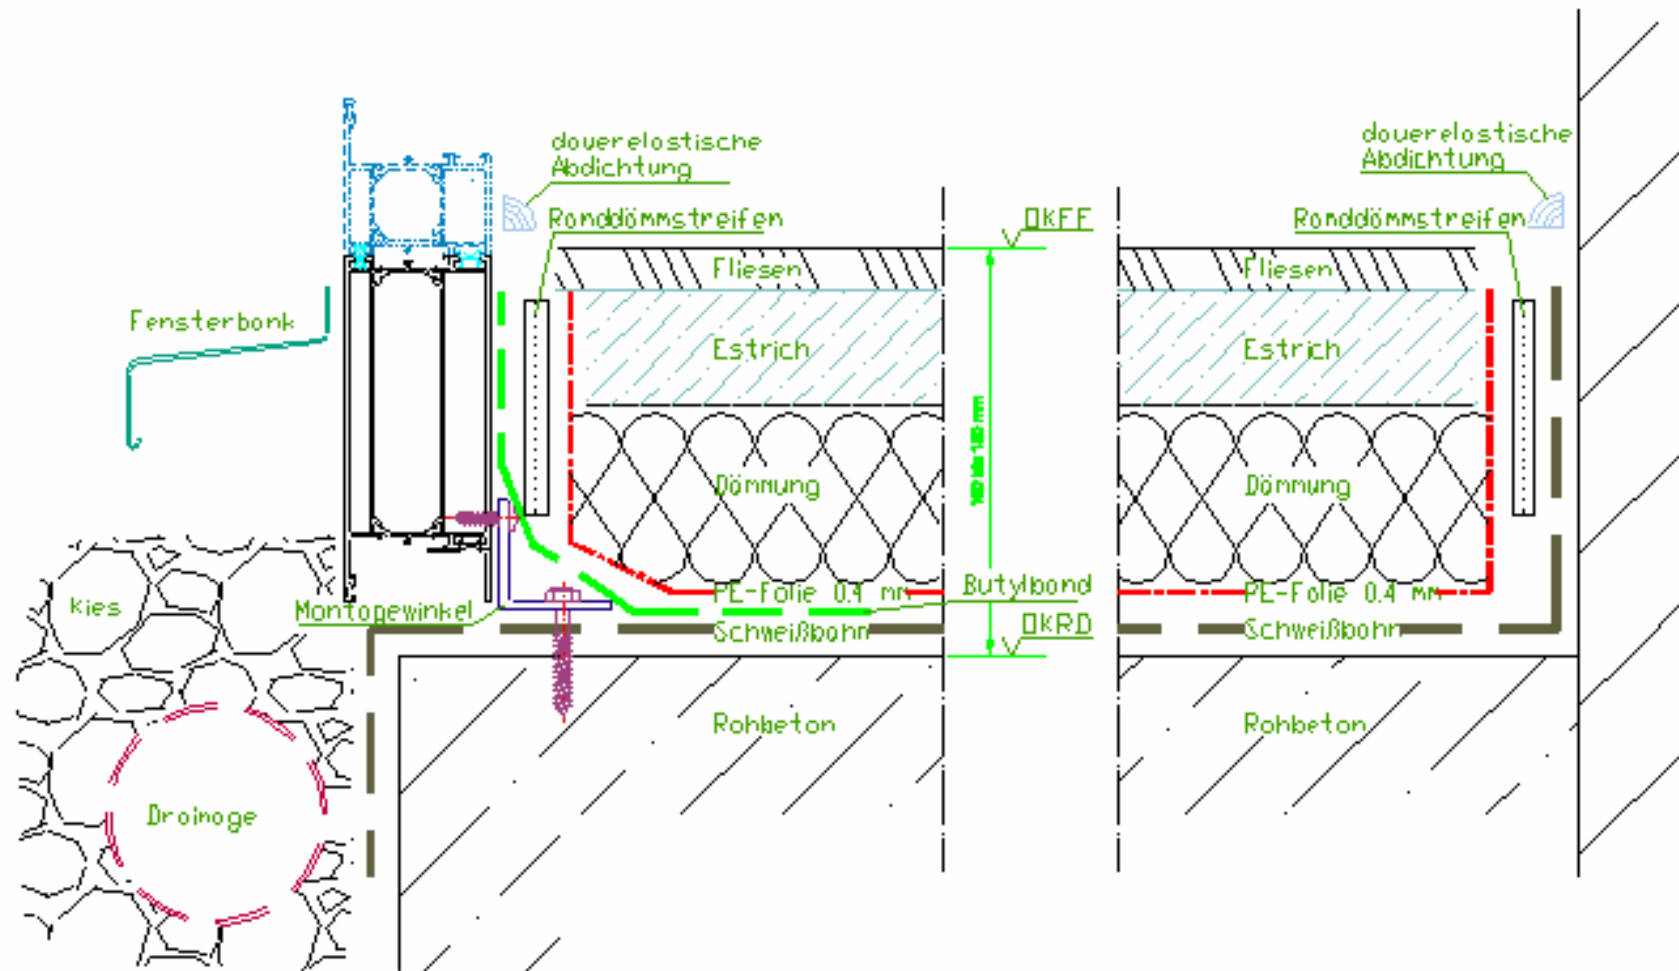 dauerelastische
Abdichtung
Randdämmstreifen
OKFF
dauerelastische
Abdichtung
Randdämmstreifen
Fliesen
Fliesen
Fensterbank
Estrich
Estrich
Dämmung
Dämmung
PE-Folie 0.4 mm
Butylband
PE-Folie 0.4 mm
kies
Montagewinkel
Schweißbahn
OKRD
Schweißbahn
Rohbeton
Rohbeton
Drainage